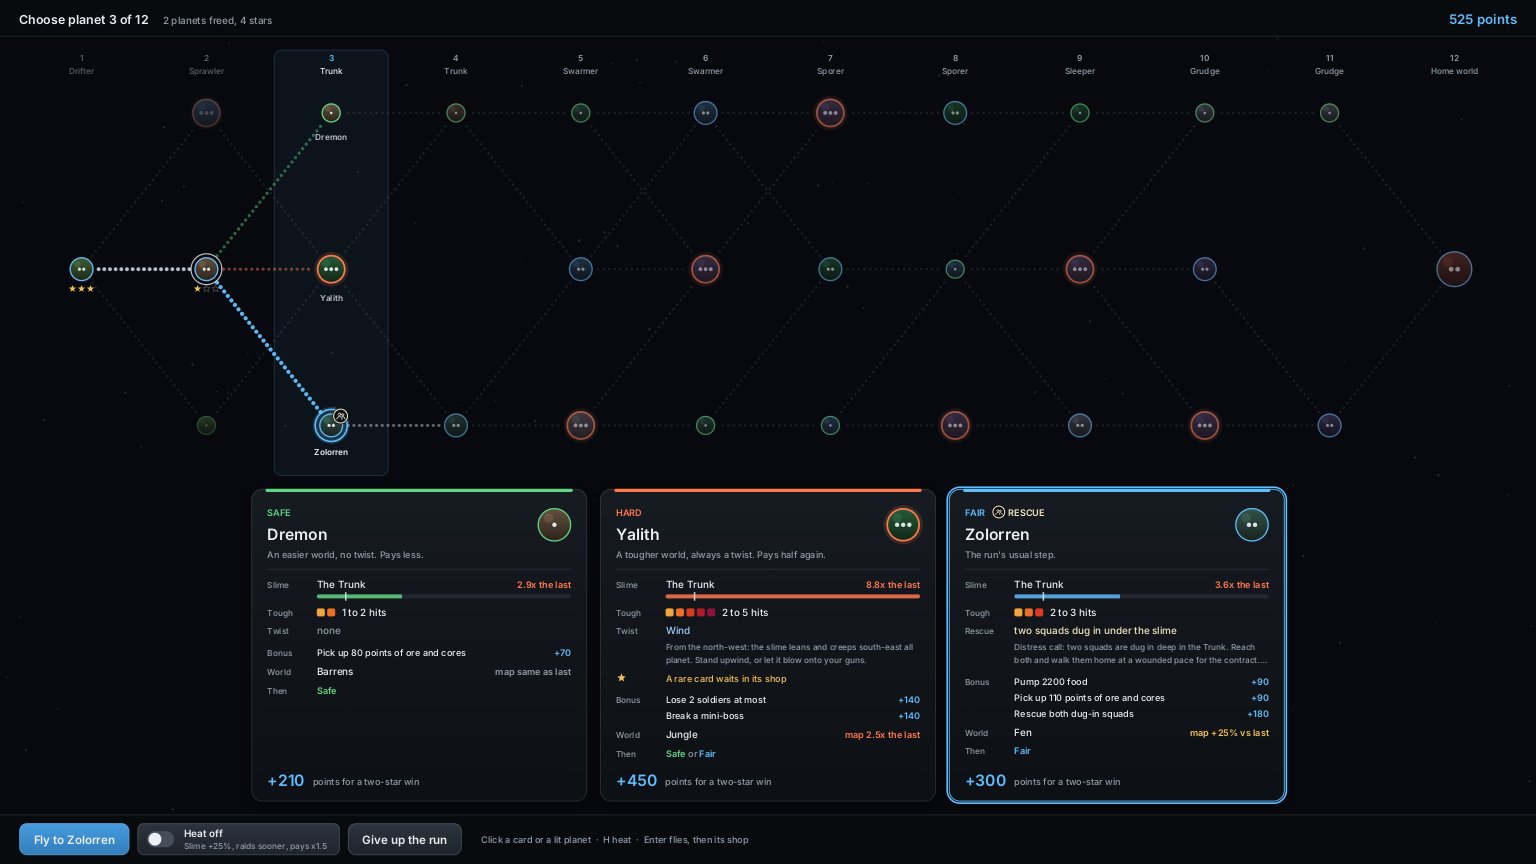 Choose planet 3 of 12
2 planets freed, 4 stars
525 points
1
Drifter
2
Sprawler
3
Trunk
4
Trunk
5
Swarmer
6
Swarmer
7
Sporer
8
Sporer
9
Sleeper
10
Grudge
11
Grudge
12
Home world
Dremon
Yalith
Zolorren
SAFE
Dremon
An easier world, no twist. Pays less.
Slime The Trunk 2.9x the last
Tough 1 to 2 hits
Twist none
Bonus Pick up 80 points of ore and cores +70
World Barrens map same as last
Then Safe
+210 points for a two-star win
HARD
Yalith
A tougher world, always a twist. Pays half again.
Slime The Trunk 8.8x the last
Tough 2 to 5 hits
Twist Wind
From the north-west: the slime leans and creeps south-east all
planet. Stand upwind, or let it blow onto your guns.
A rare card waits in its shop
Bonus Lose 2 soldiers at most +140
Break a mini-boss +140
World Jungle map 2.5x the last
Then Safe or Fair
+450 points for a two-star win
FAIR RESCUE
Zolorren
The run's usual step.
Slime The Trunk 3.6x the last
Tough 2 to 3 hits
Rescue two squads dug in under the slime
Distress call: two squads are dug in deep in the Trunk. Reach
both and walk them home at a wounded pace for the contract....
Bonus Pump 2200 food +90
Pick up 110 points of ore and cores +90
Rescue both dug-in squads +180
World Fen map +25% vs last
Then Fair
+300 points for a two-star win
Fly to Zolorren
Heat off
Slime +25%, raids sooner, pays x1.5
Give up the run
Click a card or a lit planet · H heat · Enter flies, then its shop